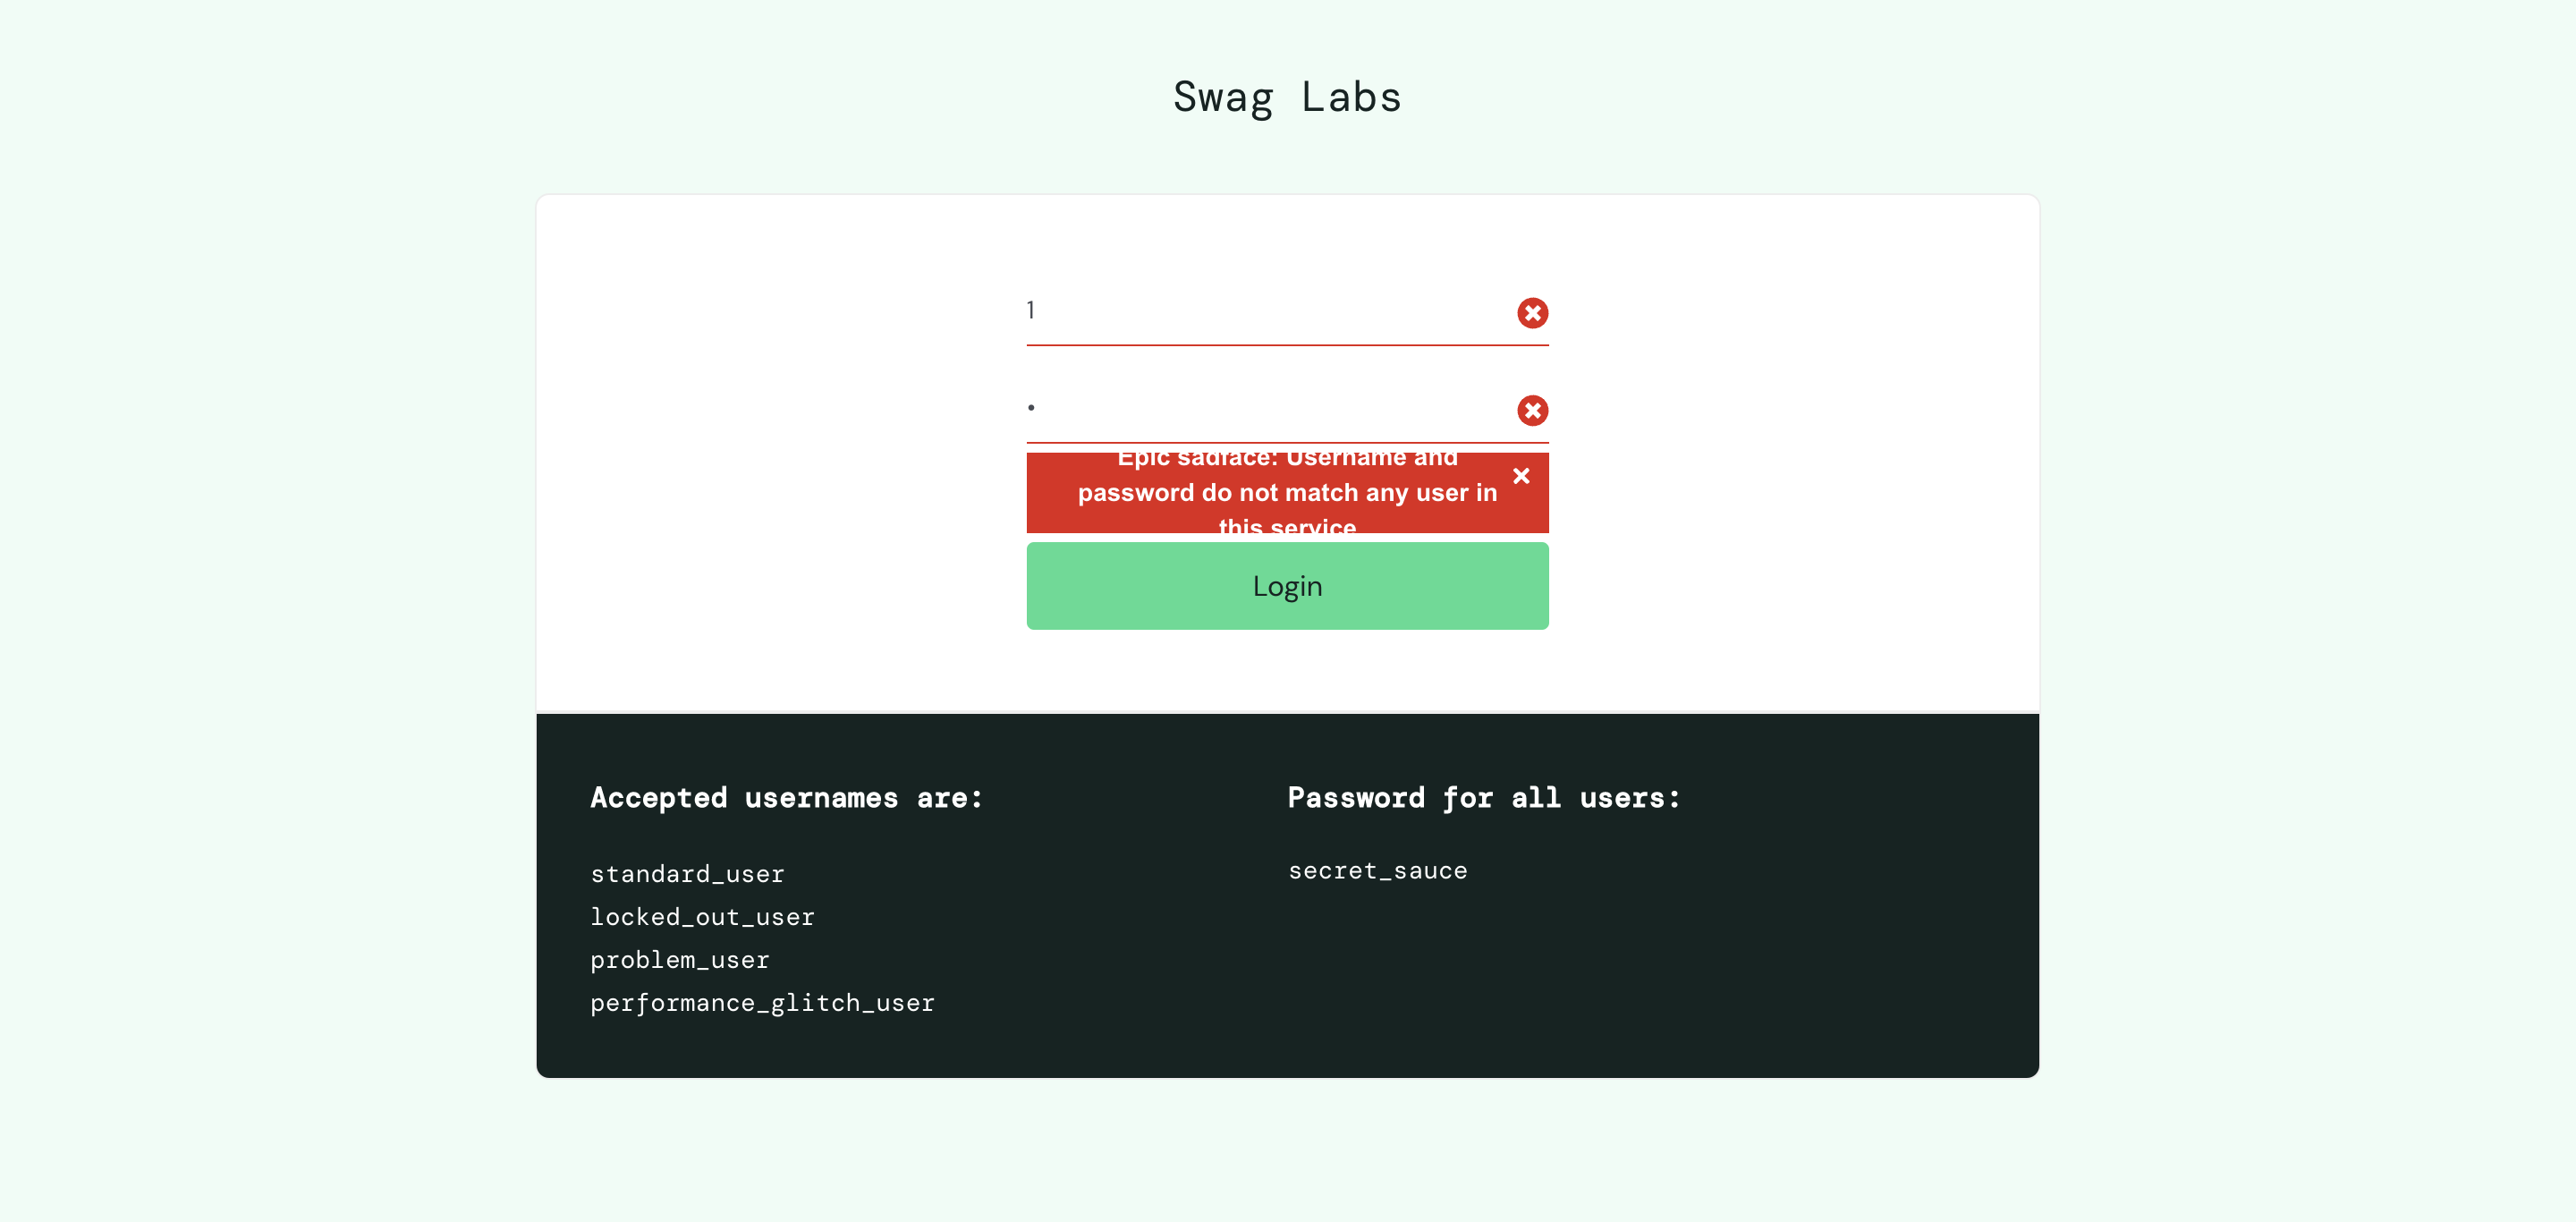 Swag Labs
1
•
Epic sadface: Username and
password do not match any user in
this service
Login
Accepted usernames are:
Password for all users:
standard_user
secret_sauce
locked_out_user
problem_user
performance_glitch_user